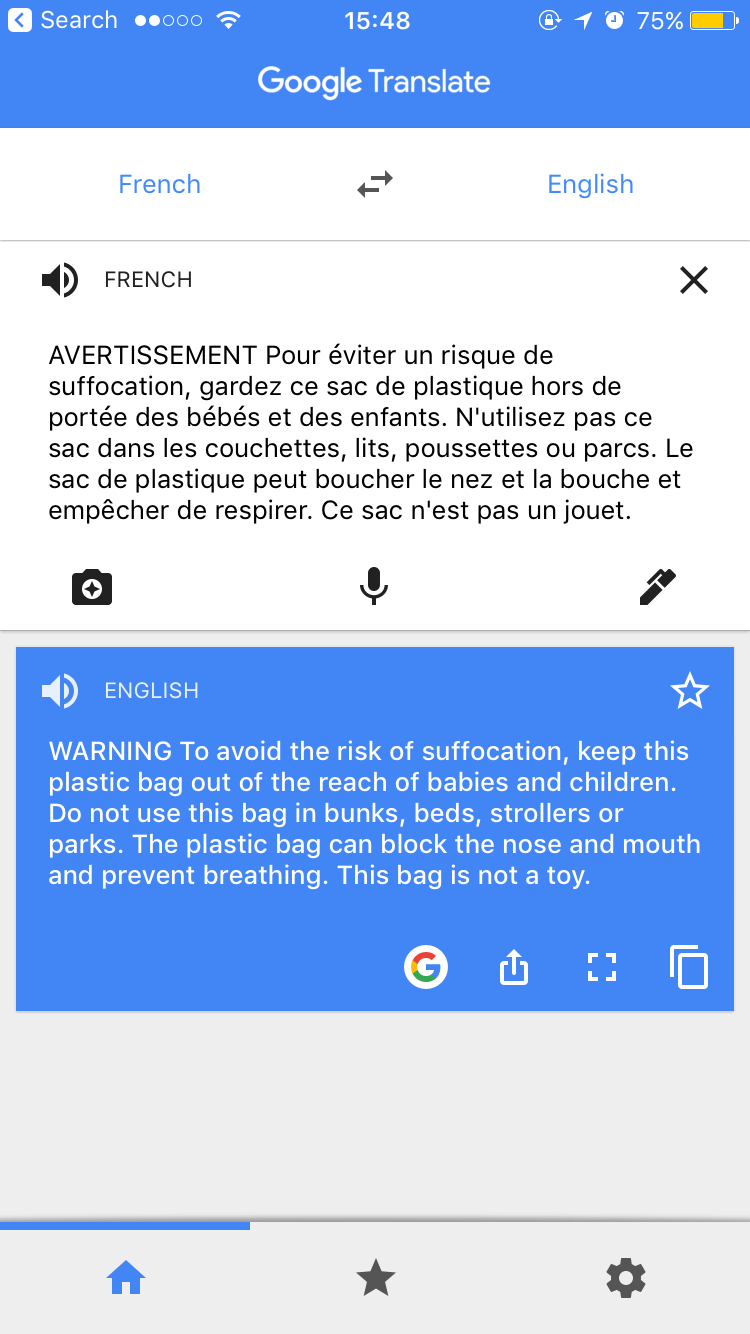 Search 15:48 75%
Google Translate
French English
FRENCH
AVERTISSEMENT Pour éviter un risque de
suffocation, gardez ce sac de plastique hors de
portée des bébés et des enfants. N'utilisez pas ce
sac dans les couchettes, lits, poussettes ou parcs. Le
sac de plastique peut boucher le nez et la bouche et
empêcher de respirer. Ce sac n'est pas un jouet.
ENGLISH
WARNING To avoid the risk of suffocation, keep this
plastic bag out of the reach of babies and children.
Do not use this bag in bunks, beds, strollers or
parks. The plastic bag can block the nose and mouth
and prevent breathing. This bag is not a toy.
G